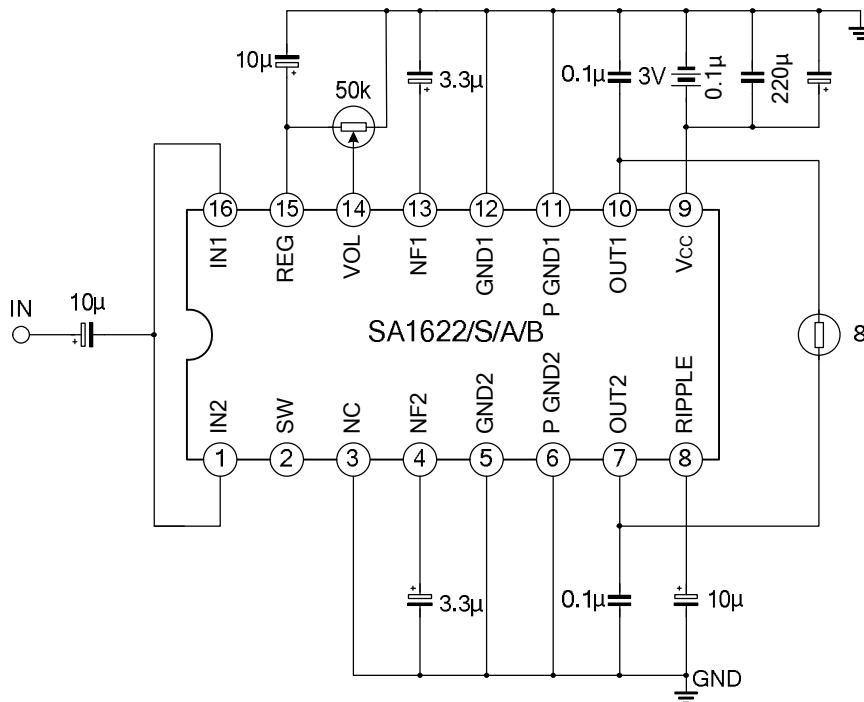 10µ
50k
3.3µ
0.1µ
3V
0.1µ
220µ
+
+
+
16
15
14
13
12
11
10
9
IN1
REG
VOL
NF1
GND1
P GND1
OUT1
Vcc
IN
10µ
+
SA1622/S/A/B
8
IN2
SW
NC
NF2
GND2
P GND2
OUT2
RIPPLE
1
2
3
4
5
6
7
8
+
3.3µ
0.1µ
+
10µ
GND